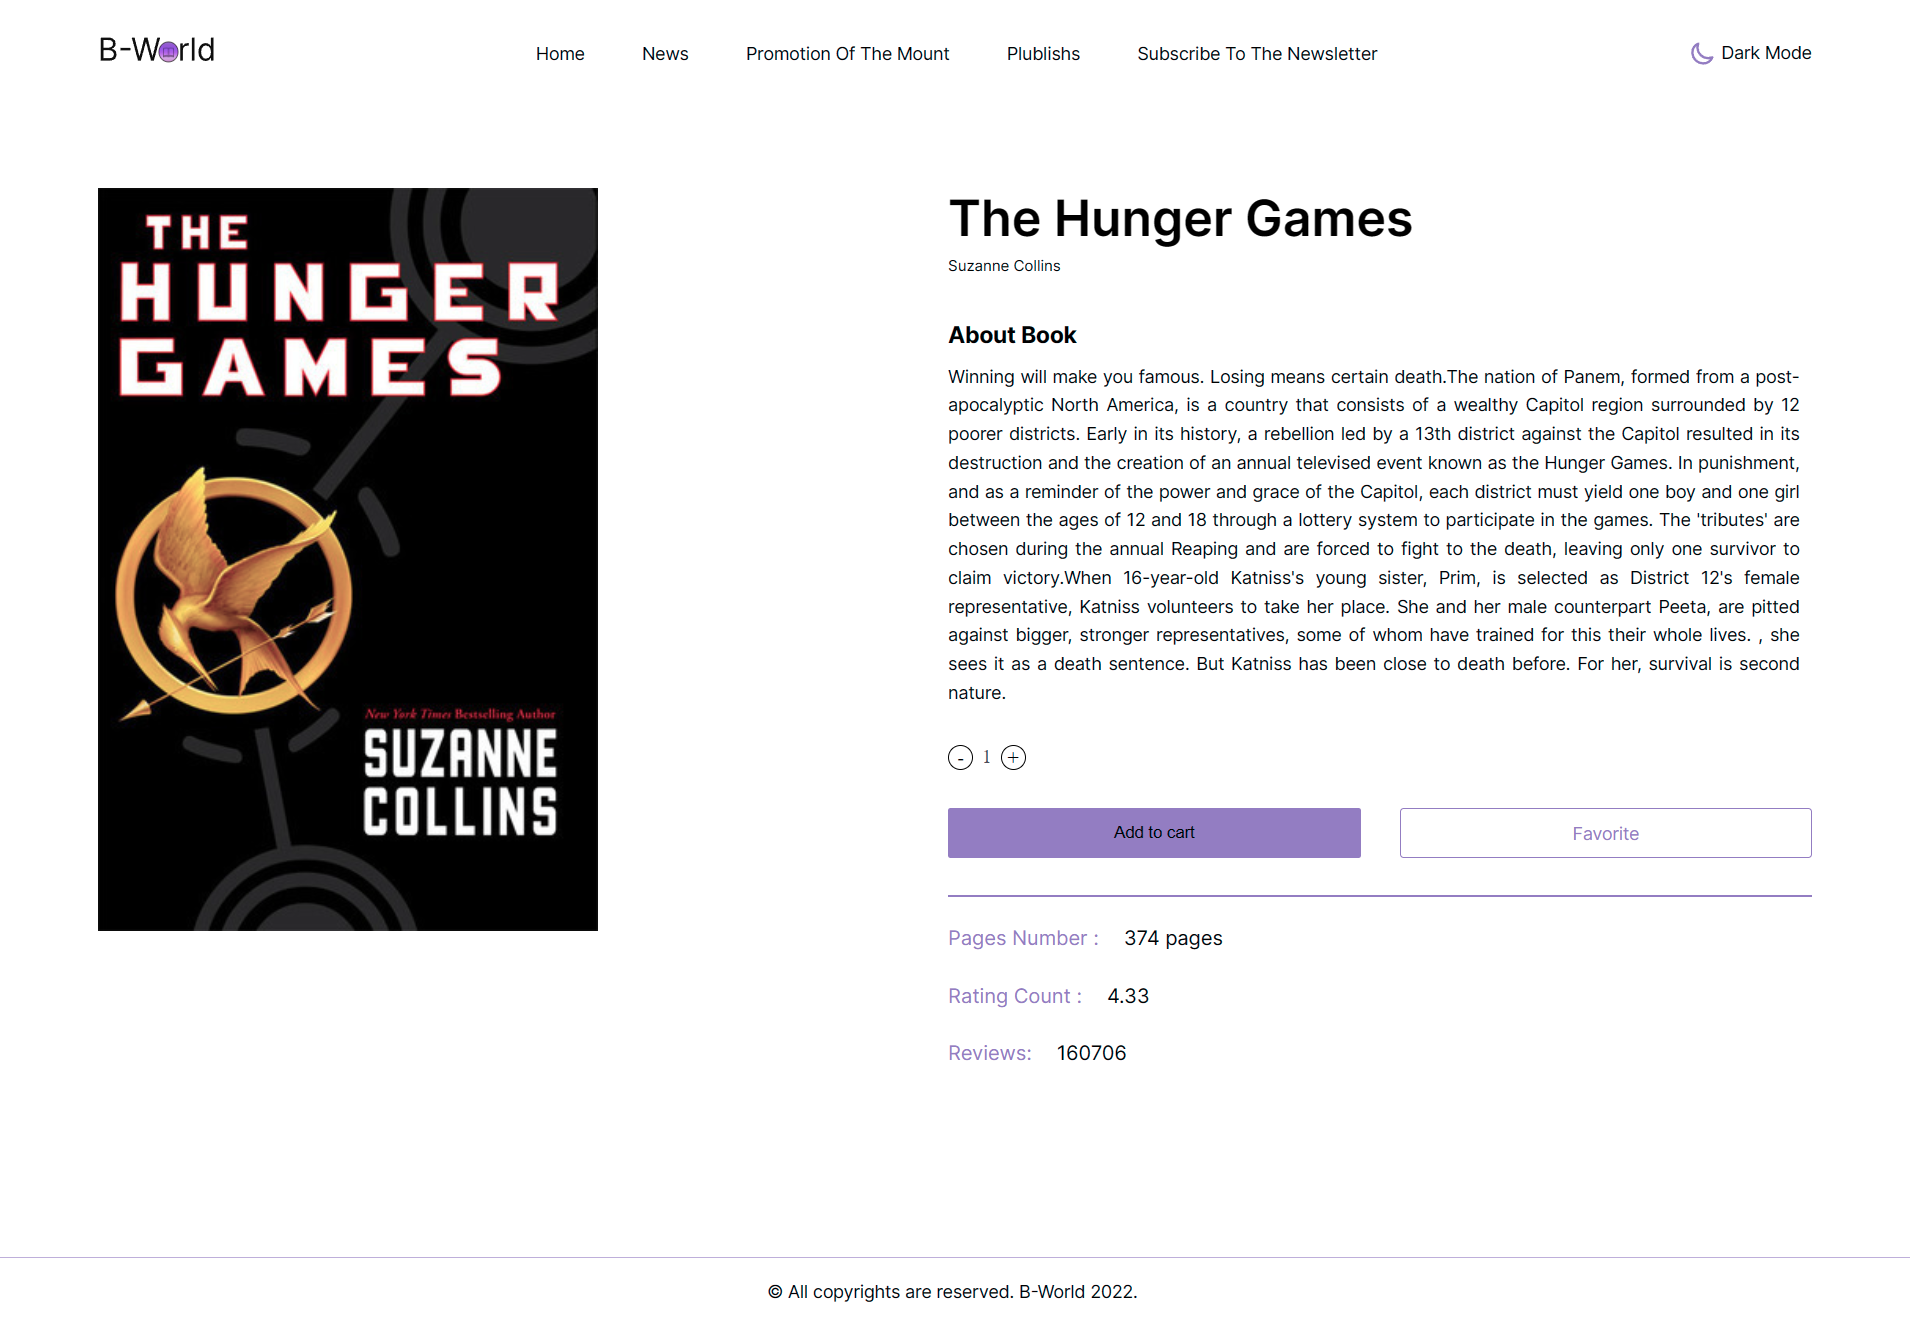 B-World
Home
News
Promotion Of The Mount
Plublishs
Subscribe To The Newsletter
Dark Mode
THE
HUNGER
GAMES
New York Times Bestselling Author
SUZANNE
COLLINS
The Hunger Games
Suzanne Collins
About Book
Winning will make you famous. Losing means certain death.The nation of Panem, formed from a post-
apocalyptic North America, is a country that consists of a wealthy Capitol region surrounded by 12
poorer districts. Early in its history, a rebellion led by a 13th district against the Capitol resulted in its
destruction and the creation of an annual televised event known as the Hunger Games. In punishment,
and as a reminder of the power and grace of the Capitol, each district must yield one boy and one girl
between the ages of 12 and 18 through a lottery system to participate in the games. The 'tributes' are
chosen during the annual Reaping and are forced to fight to the death, leaving only one survivor to
claim victory.When 16-year-old Katniss's young sister, Prim, is selected as District 12's female
representative, Katniss volunteers to take her place. She and her male counterpart Peeta, are pitted
against bigger, stronger representatives, some of whom have trained for this their whole lives. , she
sees it as a death sentence. But Katniss has been close to death before. For her, survival is second
nature.
- 1 +
Add to cart
Favorite
Pages Number : 374 pages
Rating Count : 4.33
Reviews: 160706
© All copyrights are reserved. B-World 2022.